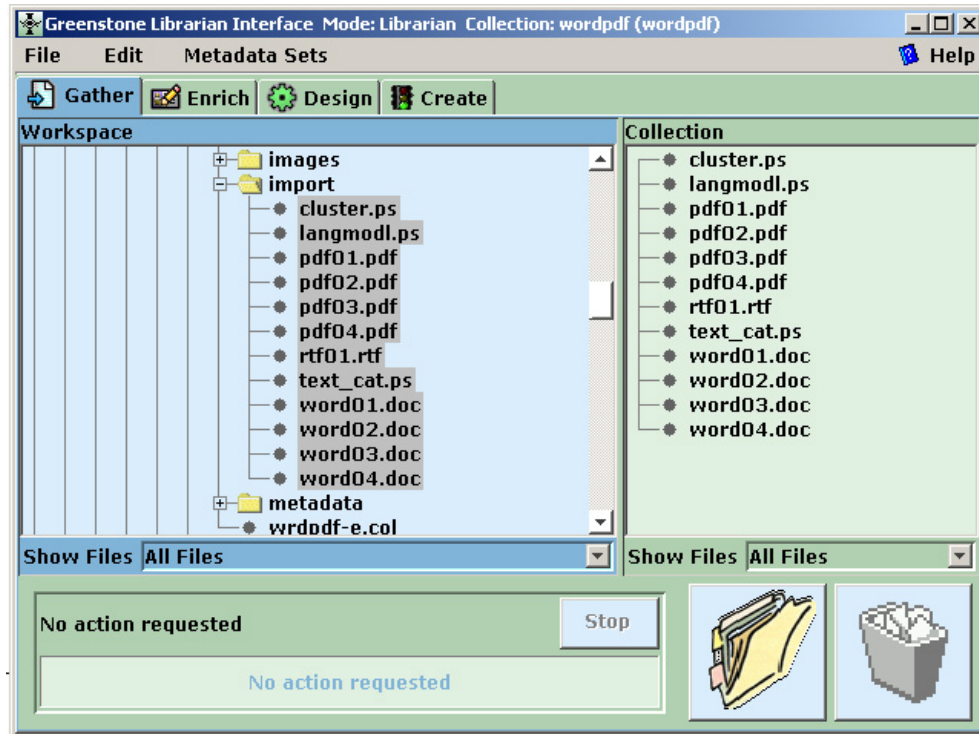 Greenstone Librarian Interface Mode: Librarian Collection: wordpdf (wordpdf)
File Edit Metadata Sets Help
Gather Enrich Design Create
Workspace
images
import
cluster.ps
langmodl.ps
pdf01.pdf
pdf02.pdf
pdf03.pdf
pdf04.pdf
rtf01.rtf
text_cat.ps
word01.doc
word02.doc
word03.doc
word04.doc
metadata
wrdpdf-e.col
Show Files All Files
Collection
cluster.ps
langmodl.ps
pdf01.pdf
pdf02.pdf
pdf03.pdf
pdf04.pdf
rtf01.rtf
text_cat.ps
word01.doc
word02.doc
word03.doc
word04.doc
Show Files All Files
No action requested
Stop
No action requested